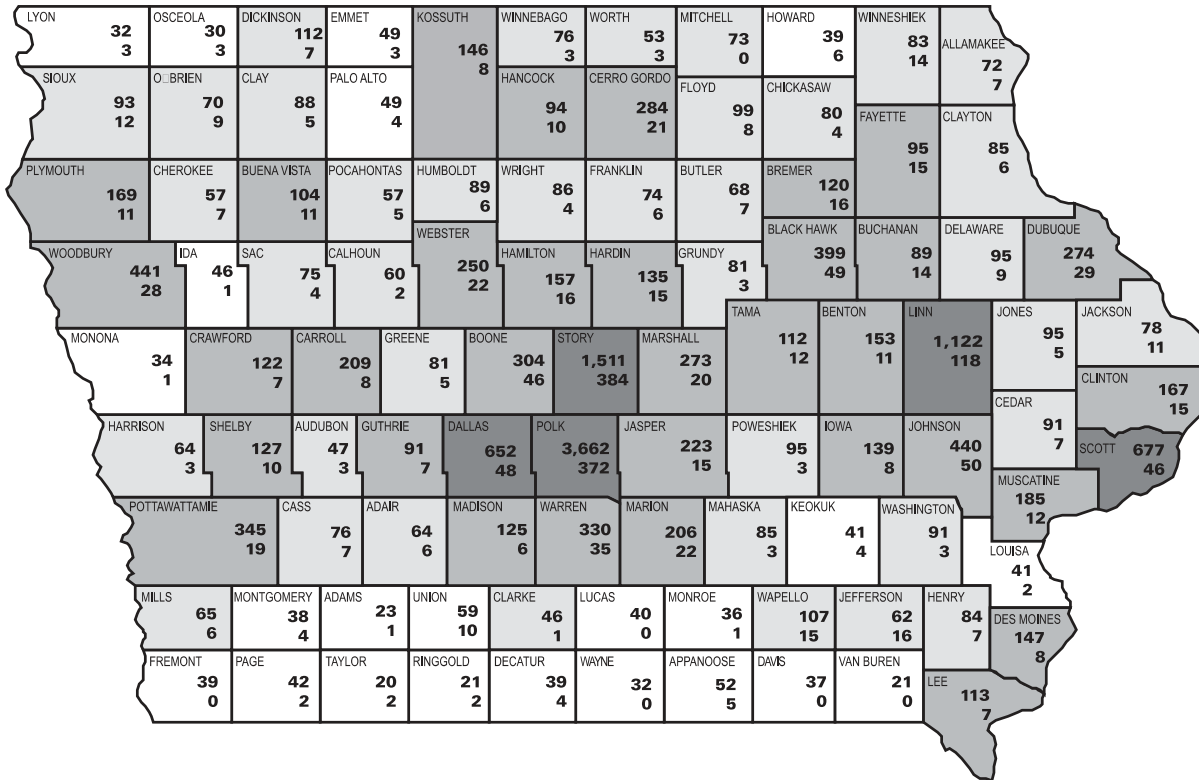 LYON
32
3
OSCEOLA
30
3
DICKINSON
112
7
EMMET
49
3
KOSSUTH
146
8
WINNEBAGO
76
3
WORTH
53
3
MITCHELL
73
0
HOWARD
39
6
WINNESHIEK
83
14
ALLAMAKEE
72
7
SIOUX
93
12
O□BRIEN
70
9
CLAY
88
5
PALO ALTO
49
4
HANCOCK
94
10
CERRO GORDO
284
21
FLOYD
99
8
CHICKASAW
80
4
FAYETTE
95
15
CLAYTON
85
6
PLYMOUTH
169
11
CHEROKEE
57
7
BUENA VISTA
104
11
POCAHONTAS
57
5
HUMBOLDT
89
6
WRIGHT
86
4
FRANKLIN
74
6
BUTLER
68
7
BREMER
120
16
WOODBURY
441
28
IDA
46
1
SAC
75
4
CALHOUN
60
2
WEBSTER
250
22
HAMILTON
157
16
HARDIN
135
15
GRUNDY
81
3
BLACK HAWK
399
49
BUCHANAN
89
14
DELAWARE
95
9
DUBUQUE
274
29
MONONA
34
1
CRAWFORD
122
7
CARROLL
209
8
GREENE
81
5
BOONE
304
46
STORY
1,511
384
MARSHALL
273
20
TAMA
112
12
BENTON
153
11
LINN
1,122
118
JONES
95
5
JACKSON
78
11
CLINTON
167
15
CEDAR
91
7
HARRISON
64
3
SHELBY
127
10
AUDUBON
47
3
GUTHRIE
91
7
DALLAS
652
48
POLK
3,662
372
JASPER
223
15
POWESHIEK
95
3
IOWA
139
8
JOHNSON
440
50
SCOTT
677
46
MUSCATINE
185
12
POTTAWATTAMIE
345
19
CASS
76
7
ADAIR
64
6
MADISON
125
6
WARREN
330
35
MARION
206
22
MAHASKA
85
3
KEOKUK
41
4
WASHINGTON
91
3
LOUISA
41
2
MILLS
65
6
MONTGOMERY
38
4
ADAMS
23
1
UNION
59
10
CLARKE
46
1
LUCAS
40
0
MONROE
36
1
WAPELLO
107
15
JEFFERSON
62
16
HENRY
84
7
DES MOINES
147
8
FREMONT
39
0
PAGE
42
2
TAYLOR
20
2
RINGGOLD
21
2
DECATUR
39
4
WAYNE
32
0
APPANOOSE
52
5
DAVIS
37
0
VAN BUREN
21
0
LEE
113
7